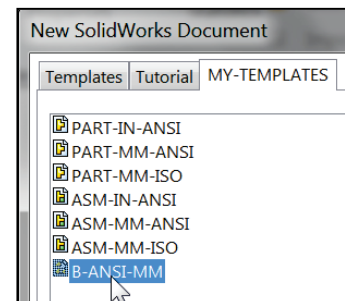 New SolidWorks Document
Templates Tutorial MY-TEMPLATES
PART-IN-ANSI
PART-MM-ANSI
PART-MM-ISO
ASM-IN-ANSI
ASM-MM-ANSI
ASM-MM-ISO
B-ANSI-MM